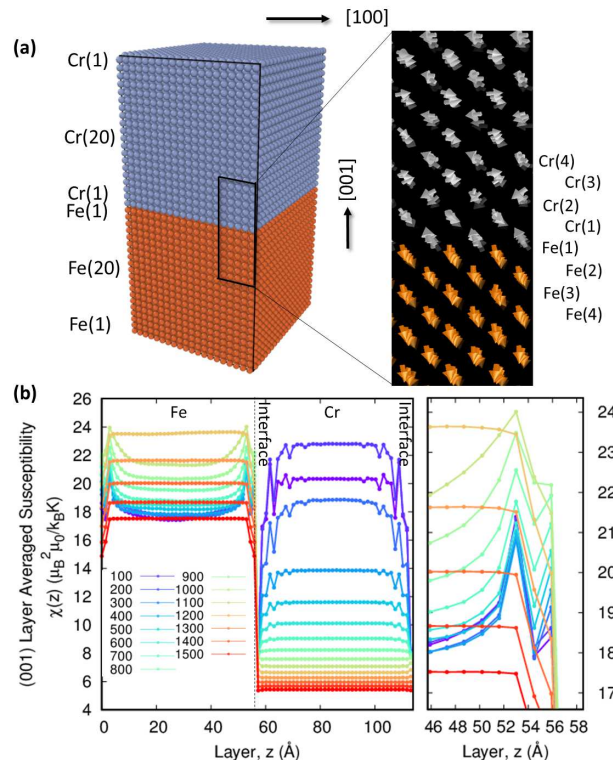 [100]
(a)
Cr(1)
Cr(20)
Cr(1)
Fe(1)
Fe(20)
Fe(1)
[001]
Cr(4)
Cr(3)
Cr(2)
Cr(1)
Fe(1)
Fe(2)
Fe(3)
Fe(4)
(b)
(001) Layer Averaged Susceptibility
χ(z) (μB²μ0/kBK)
26
24
22
20
18
16
14
12
10
8
6
4
Fe
Interface
Cr
Interface
100
200
300
400
500
600
700
800
900
1000
1100
1200
1300
1400
1500
0 20 40 60 80 100
Layer, z (Å)
24
23
22
21
20
19
18
17
46 48 50 53 54 56 58
Layer, z (Å)